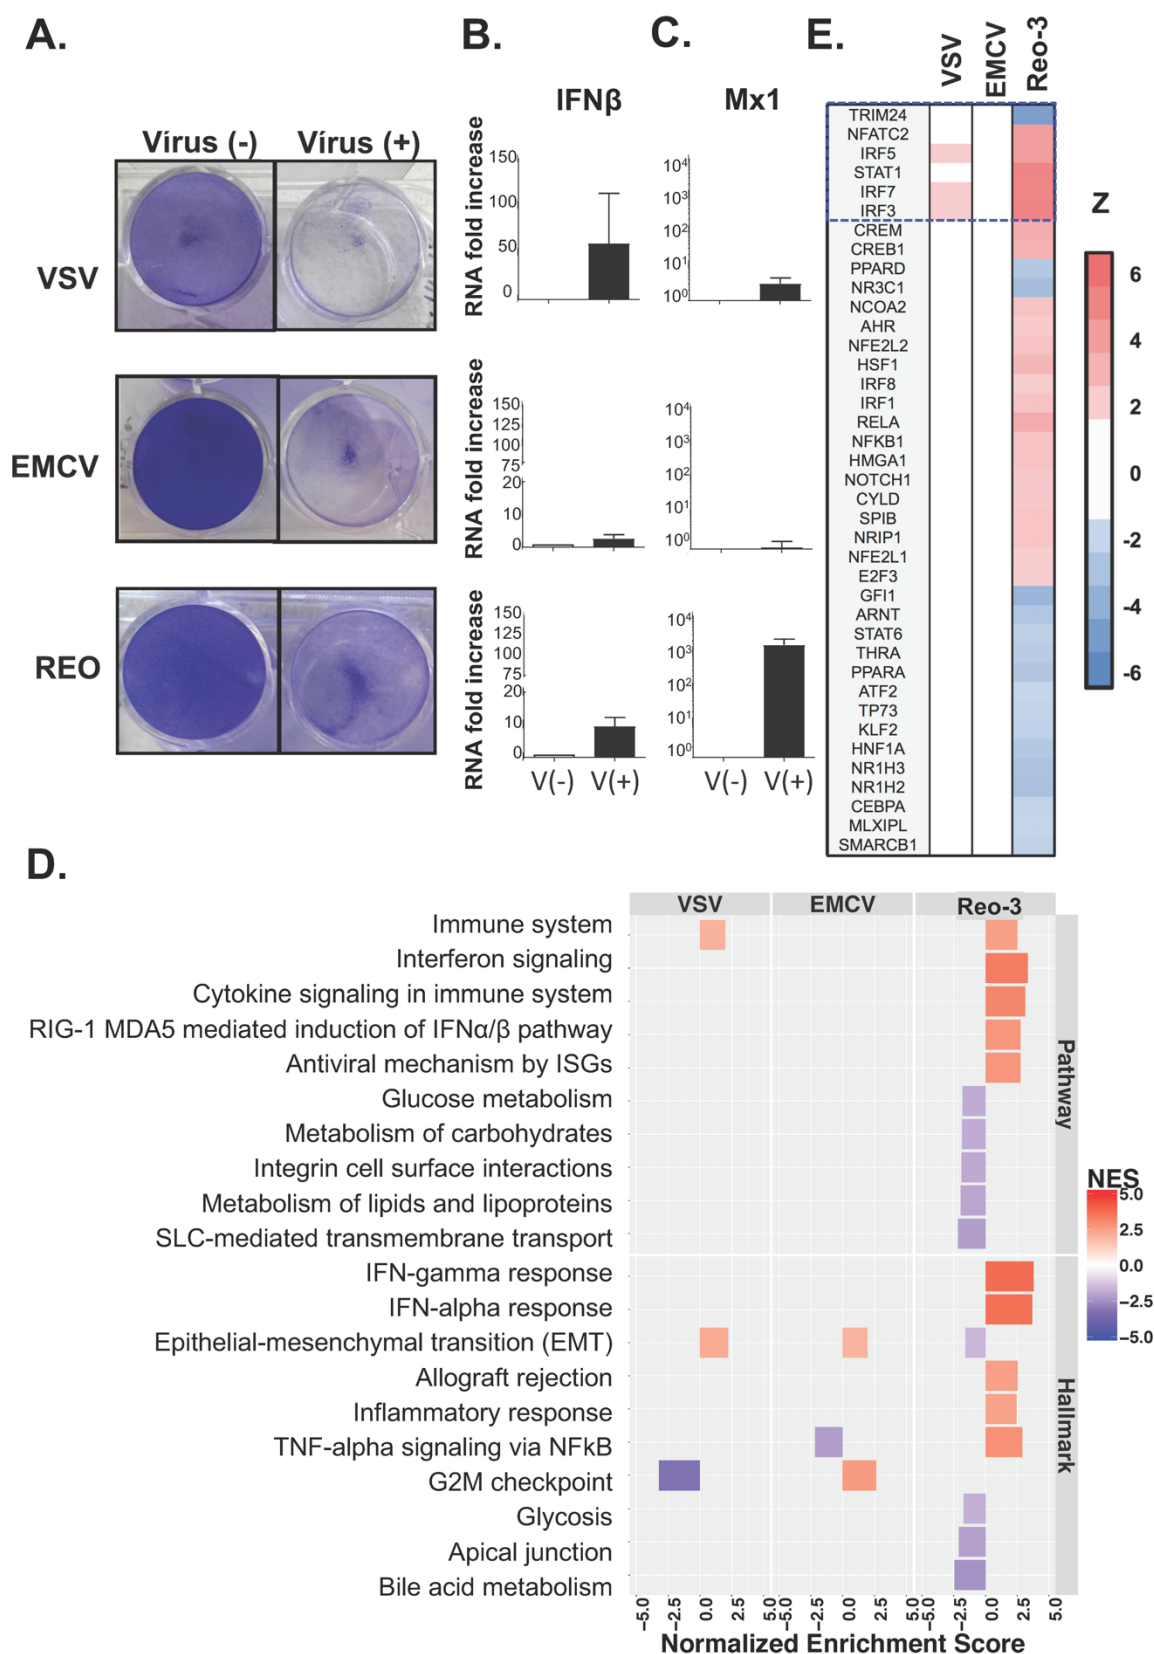 A.
B.
C.
E.
VSV
EMCV
Reo-3
IFNβ
Mx1
Vírus (-)
Vírus (+)
VSV
RNA fold increase
150
100
50
0
10⁴
10³
10²
10¹
10⁰
EMCV
RNA fold increase
150
125
100
75
20
10
0
10⁴
10³
10²
10¹
10⁰
REO
RNA fold increase
150
125
100
75
20
10
0
10⁴
10³
10²
10¹
10⁰
V(-)
V(+)
V(-)
V(+)
TRIM24
NFATC2
IRF5
STAT1
IRF7
IRF3
CREM
CREB1
PPARD
NR3C1
NCOA2
AHR
NFE2L2
HSF1
IRF8
IRF1
RELA
NFKB1
HMGA1
NOTCH1
CYLD
SPIB
NRIP1
NFE2L1
E2F3
GFI1
ARNT
STAT6
THRA
PPARA
ATF2
TP73
KLF2
HNF1A
NR1H3
NR1H2
CEBPA
MLXIPL
SMARCB1
Z
6
4
2
0
-2
-4
-6
D.
VSV
EMCV
Reo-3
Immune system
Interferon signaling
Cytokine signaling in immune system
RIG-1 MDA5 mediated induction of IFNα/β pathway
Antiviral mechanism by ISGs
Glucose metabolism
Metabolism of carbohydrates
Integrin cell surface interactions
Metabolism of lipids and lipoproteins
SLC-mediated transmembrane transport
IFN-gamma response
IFN-alpha response
Epithelial-mesenchymal transition (EMT)
Allograft rejection
Inflammatory response
TNF-alpha signaling via NFkB
G2M checkpoint
Glycosis
Apical junction
Bile acid metabolism
Pathway
Hallmark
NES
5.0
2.5
0.0
-2.5
-5.0
-5.0
-2.5
0.0
2.5
5.0
-5.0
-2.5
0.0
2.5
5.0
-5.0
-2.5
0.0
2.5
5.0
Normalized Enrichment Score